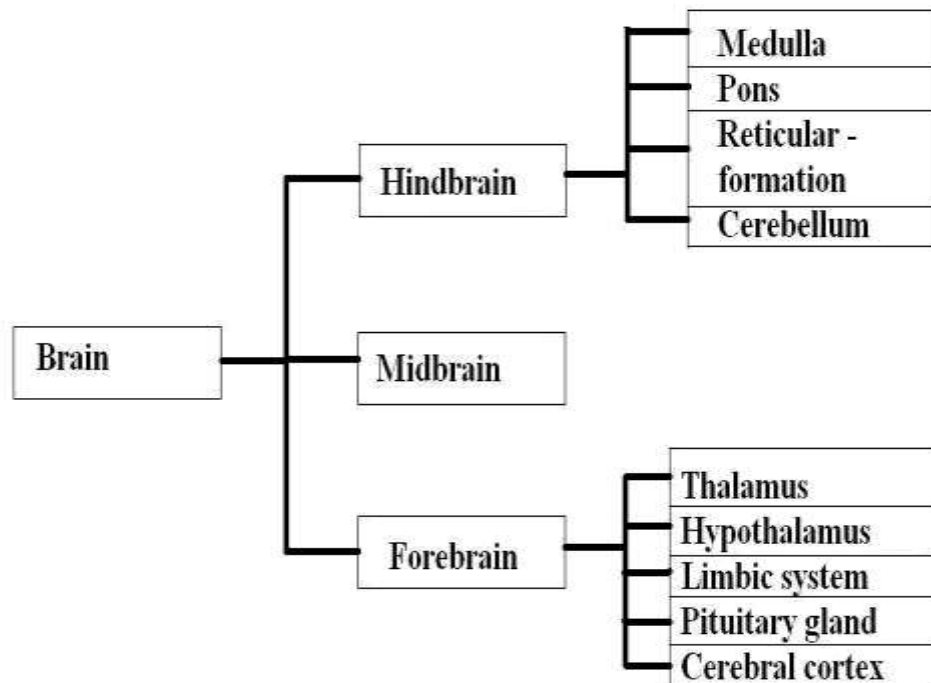 Brain
Hindbrain
Medulla
Pons
Reticular -
formation
Cerebellum
Midbrain
Forebrain
Thalamus
Hypothalamus
Limbic system
Pituitary gland
Cerebral cortex